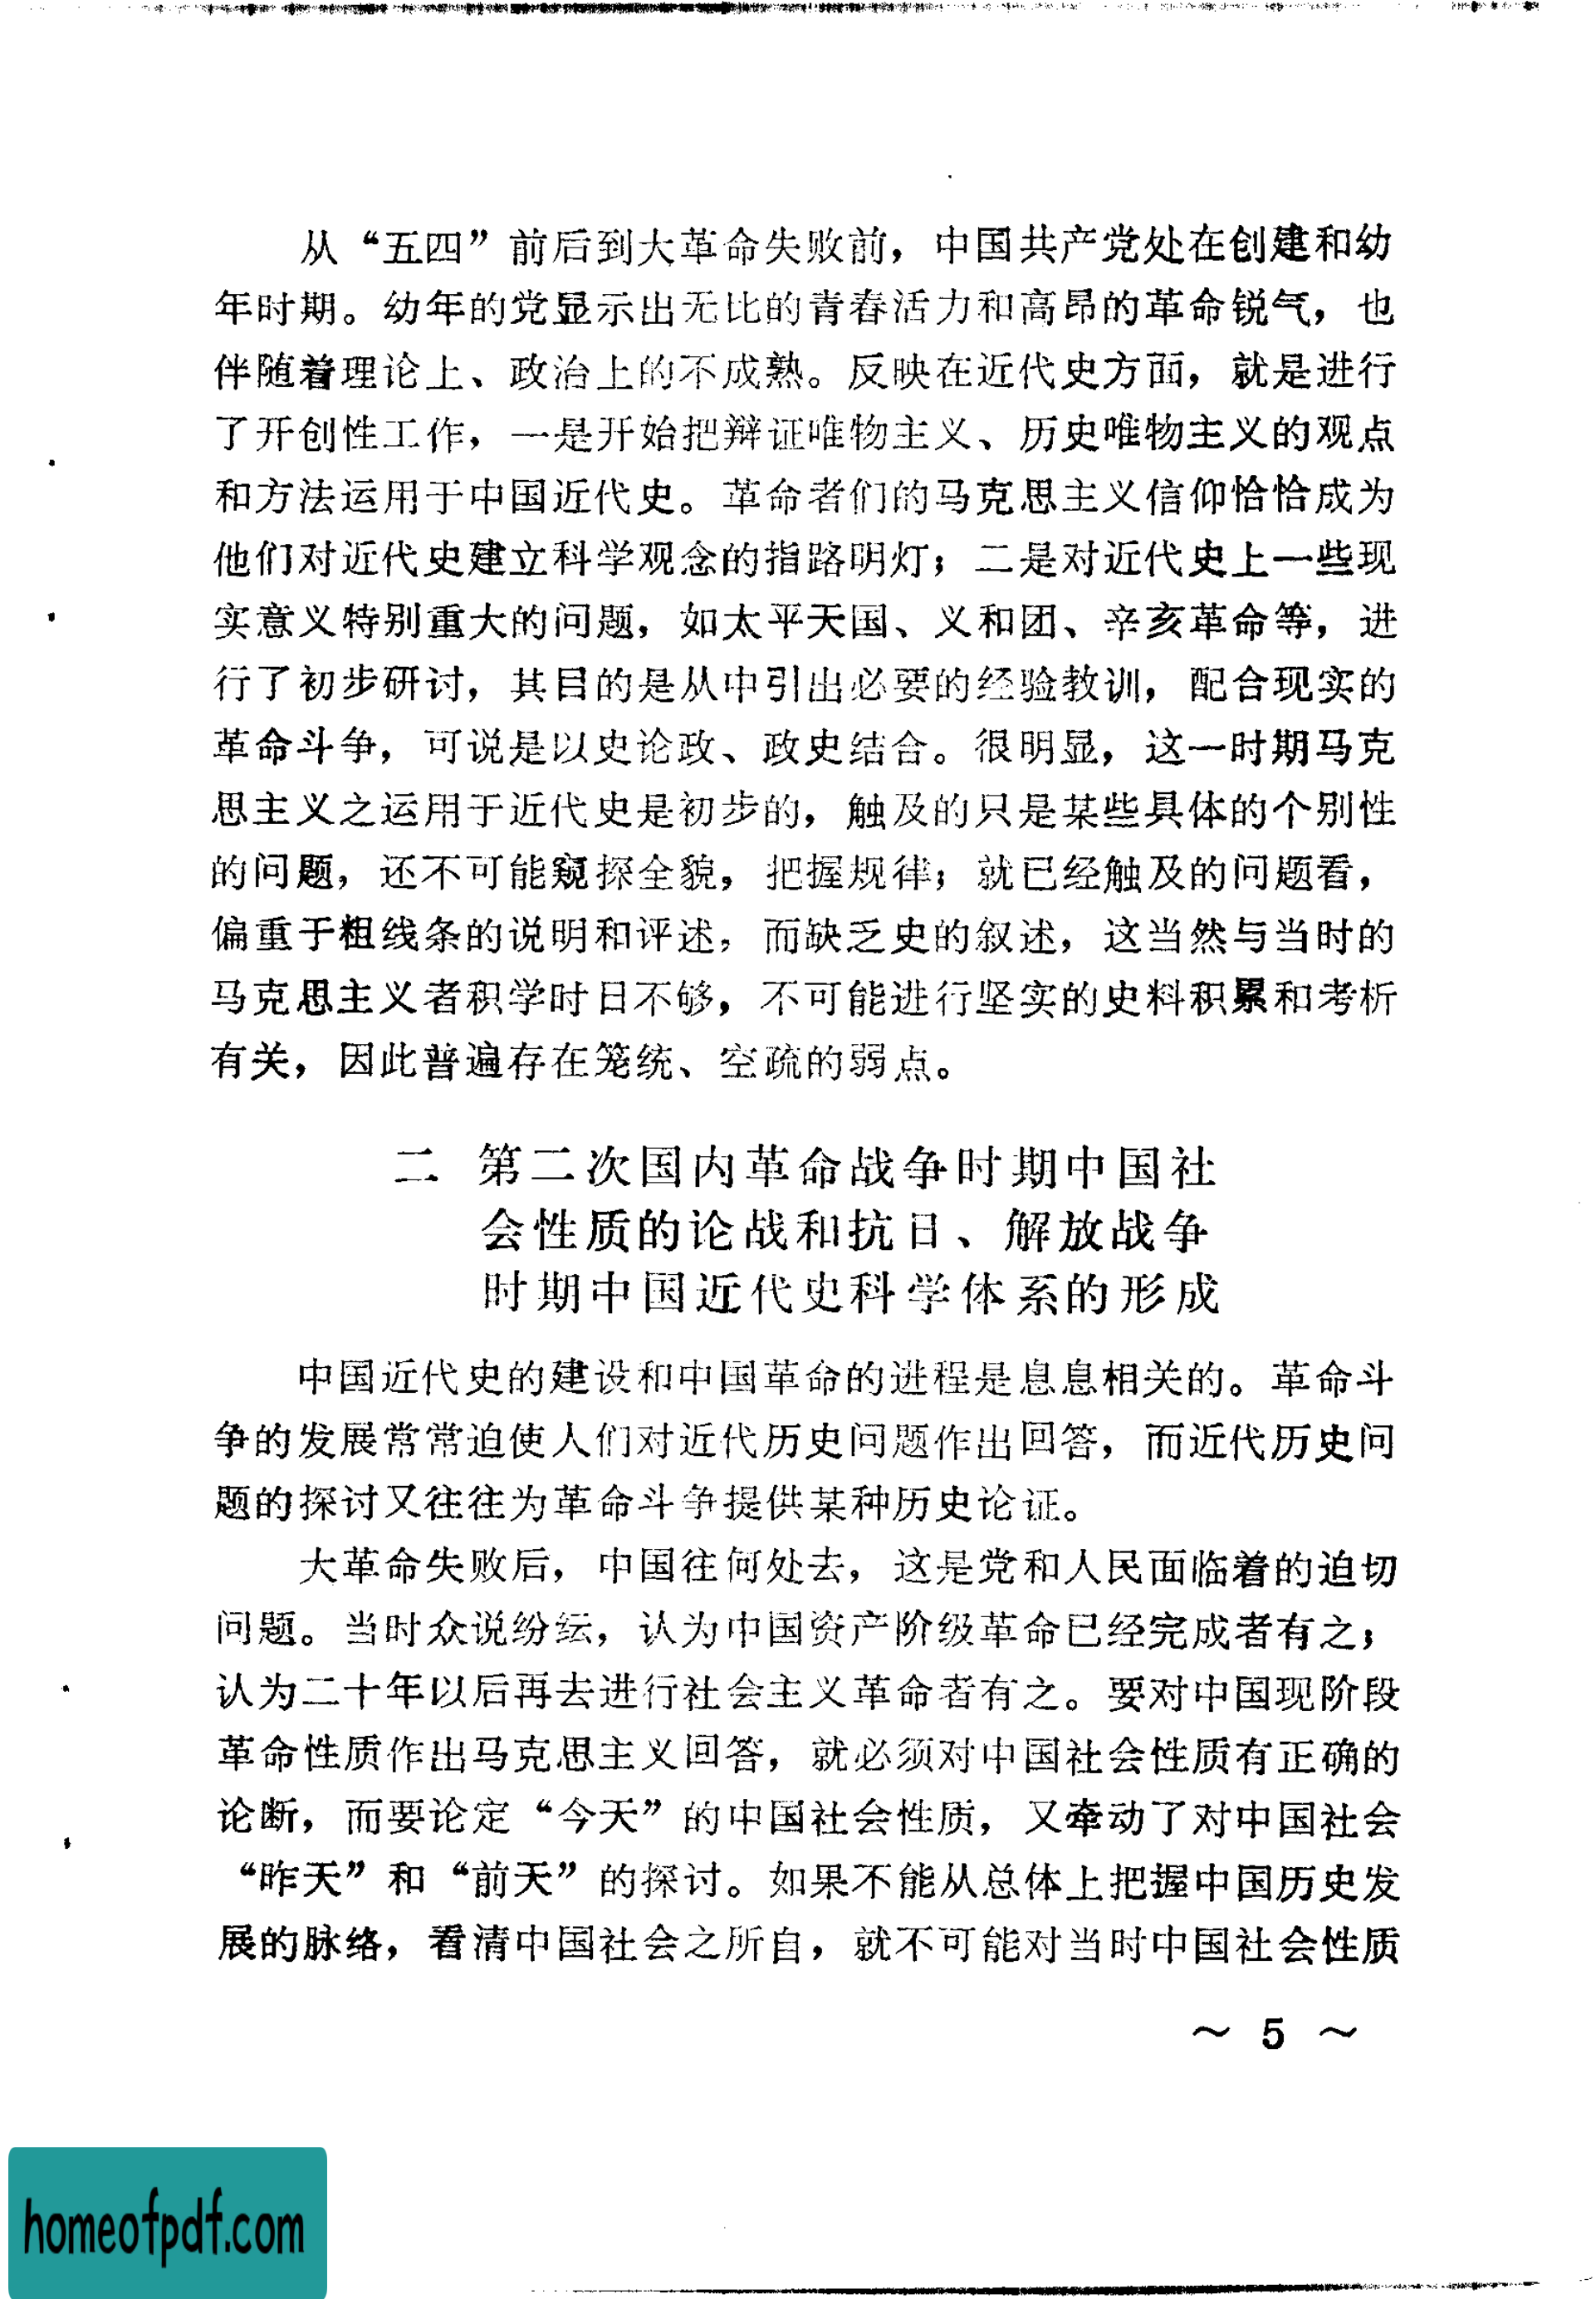 从“五四”前后到大革命失败前，中国共产党处在创建和幼
年时期。幼年的党显示出无比的青春活力和高昂的革命锐气，也
伴随着理论上、政治上的不成熟。反映在近代史方面，就是进行
了开创性工作，一是开始把辩证唯物主义、历史唯物主义的观点
和方法运用于中国近代史。革命者们的马克思主义信仰恰恰成为
他们对近代史建立科学观念的指路明灯；二是对近代史上一些现
实意义特别重大的问题，如太平天国、义和团、辛亥革命等，进
行了初步研讨，其目的是从中引出必要的经验教训，配合现实的
革命斗争，可说是以史论政、政史结合。很明显，这一时期马克
思主义之运用于近代史是初步的，触及的只是某些具体的个别性
的问题，还不可能窥探全貌，把握规律；就已经触及的问题看，
偏重于粗线条的说明和评述，而缺乏史的叙述，这当然与当时的
马克思主义者积学时日不够，不可能进行坚实的史料积累和考析
有关，因此普遍存在笼统、空疏的弱点。
二 第二次国内革命战争时期中国社
会性质的论战和抗日、解放战争
时期中国近代史科学体系的形成
中国近代史的建设和中国革命的进程是息息相关的。革命斗
争的发展常常迫使人们对近代历史问题作出回答，而近代历史问
题的探讨又往往为革命斗争提供某种历史论证。
大革命失败后，中国往何处去，这是党和人民面临着的迫切
问题。当时众说纷纭，认为中国资产阶级革命已经完成者有之；
认为二十年以后再去进行社会主义革命者有之。要对中国现阶段
革命性质作出马克思主义回答，就必须对中国社会性质有正确的
论断，而要论定“今天”的中国社会性质，又牵动了对中国社会
“昨天”和“前天”的探讨。如果不能从总体上把握中国历史发
展的脉络，看清中国社会之所自，就不可能对当时中国社会性质
～ 5 ～
homeofpdf.com